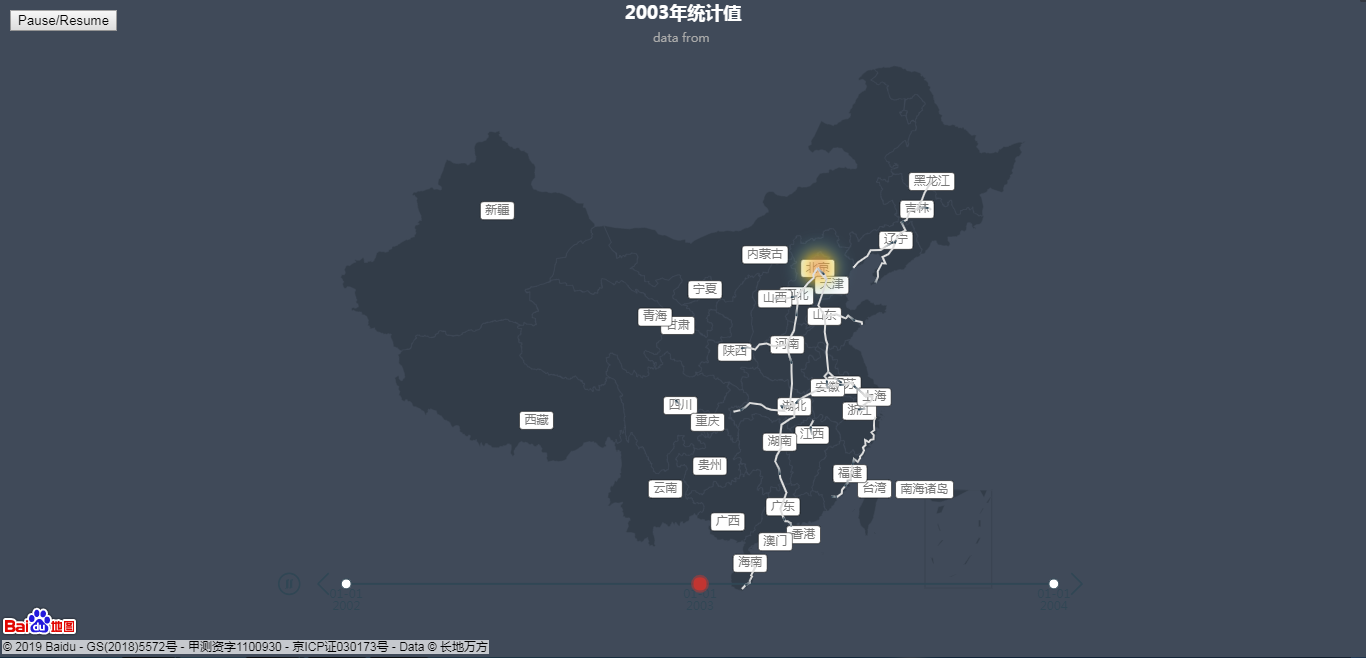 Pause/Resume
2003年统计值
data from
黑龙江
吉林
新疆
辽宁
内蒙古
北京
天津
宁夏
山西
河北
青海
甘肃
山东
河南
陕西
安徽
上海
四川
湖北
浙江
西藏
重庆
湖南
江西
贵州
福建
云南
台湾
南海诸岛
广东
广西
香港
澳门
海南
2002
2003
2004
Bai du 地图
© 2019 Baidu - GS(2018)5572号 - 甲测资字1100930 - 京ICP证030173号 - Data © 长地万方